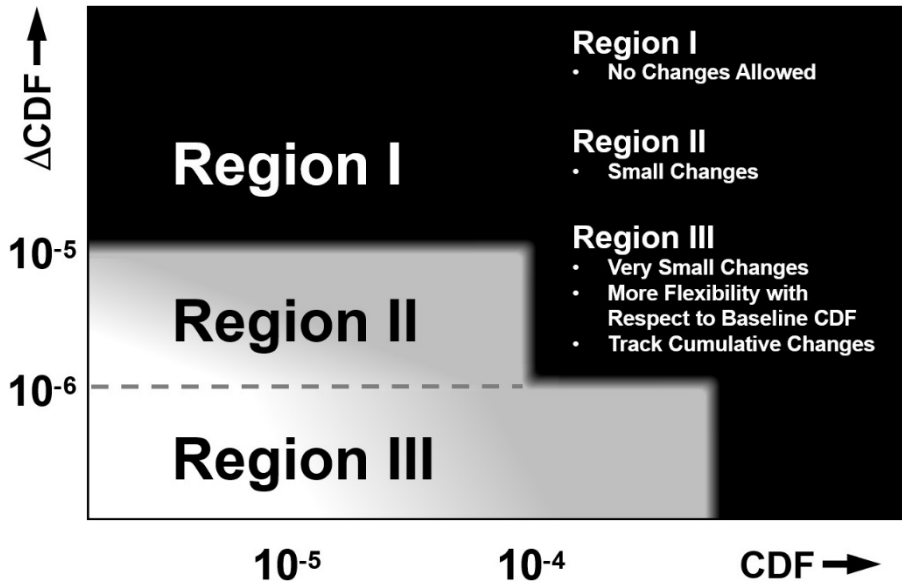 ΔCDF →
Region I
• No Changes Allowed
Region II
• Small Changes
Region III
• Very Small Changes
• More Flexibility with
Respect to Baseline CDF
• Track Cumulative Changes
Region I
10⁻⁵
Region II
10⁻⁶
Region III
10⁻⁵
10⁻⁴
CDF →